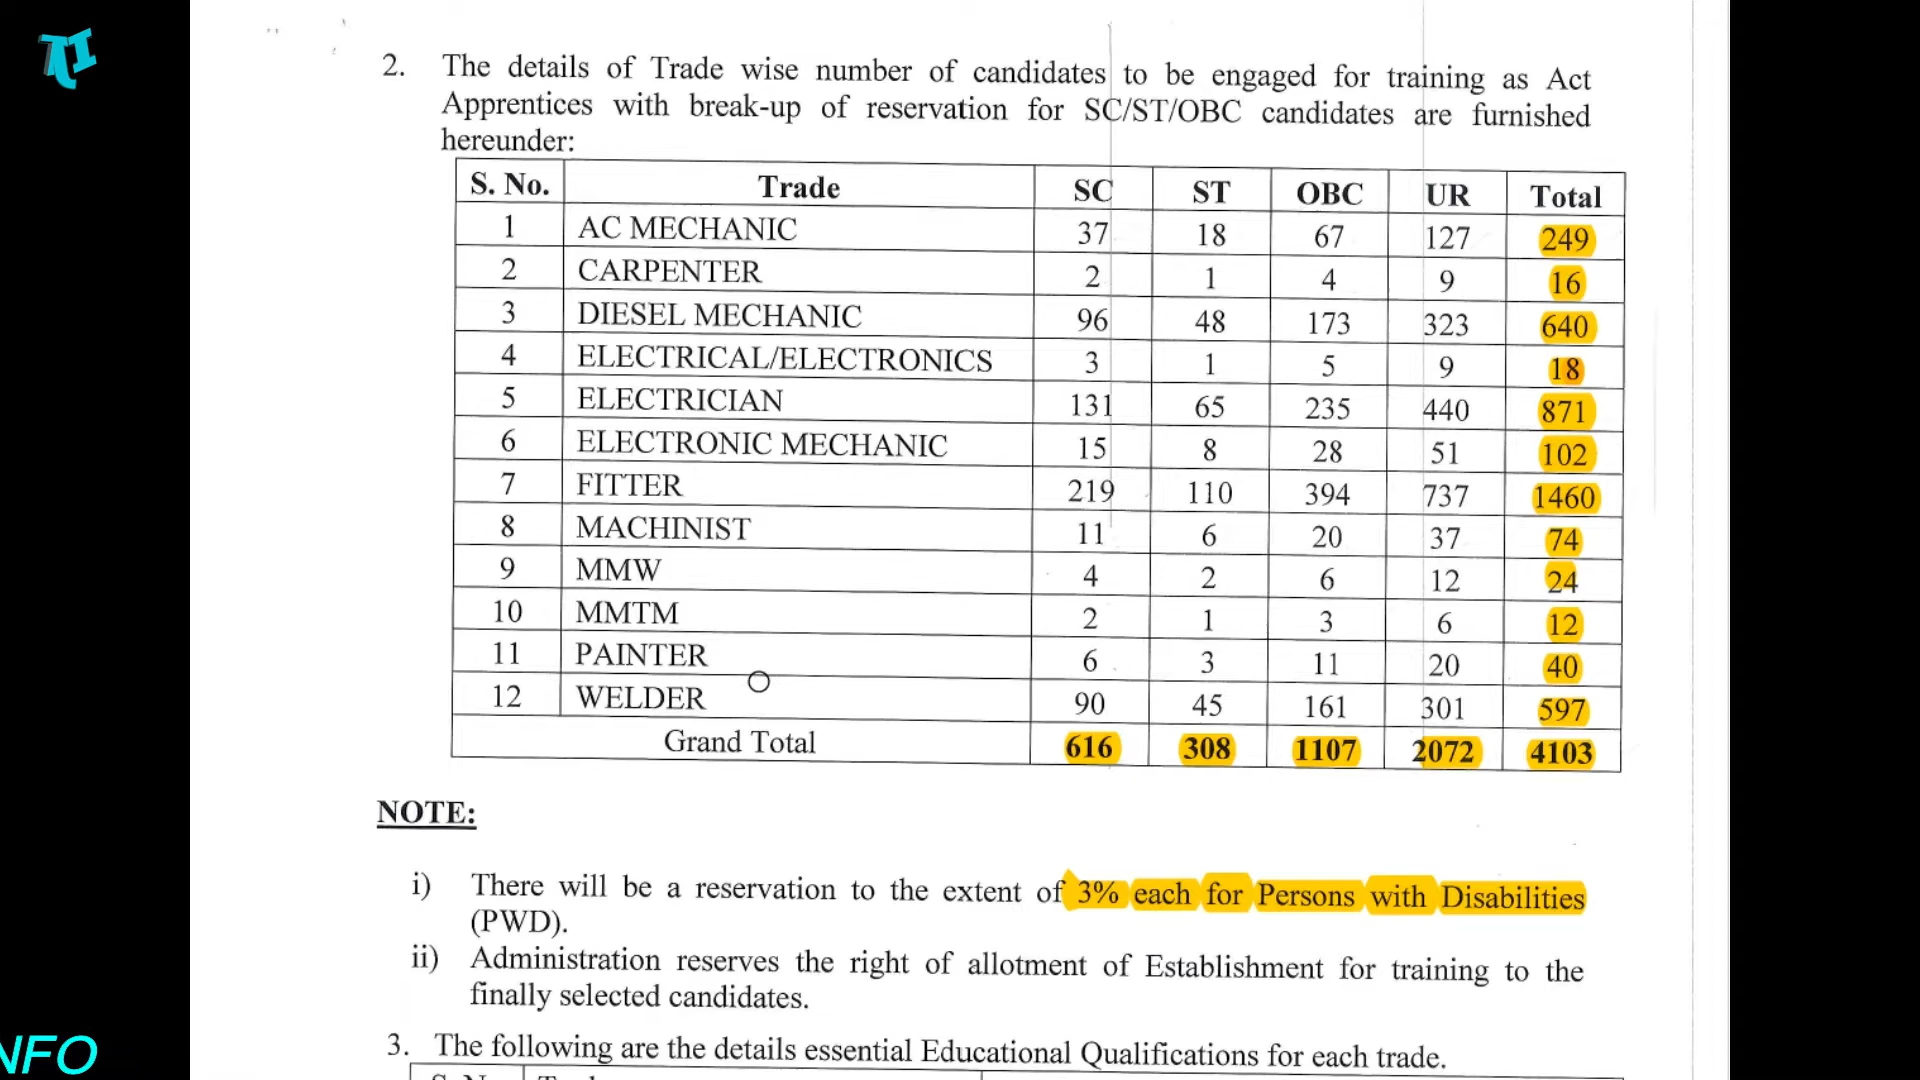 TI
2. The details of Trade wise number of candidates to be engaged for training as Act
Apprentices with break-up of reservation for SC/ST/OBC candidates are furnished
hereunder:
S. No. Trade SC ST OBC UR Total
1 AC MECHANIC 37 18 67 127 249
2 CARPENTER 2 1 4 9 16
3 DIESEL MECHANIC 96 48 173 323 640
4 ELECTRICAL/ELECTRONICS 3 1 5 9 18
5 ELECTRICIAN 131 65 235 440 871
6 ELECTRONIC MECHANIC 15 8 28 51 102
7 FITTER 219 110 394 737 1460
8 MACHINIST 11 6 20 37 74
9 MMW 4 2 6 12 24
10 MMTM 2 1 3 6 12
11 PAINTER 6 3 11 20 40
12 WELDER 90 45 161 301 597
Grand Total 616 308 1107 2072 4103
NOTE:
i) There will be a reservation to the extent of 3% each for Persons with Disabilities
(PWD).
ii) Administration reserves the right of allotment of Establishment for training to the
finally selected candidates.
3. The following are the details essential Educational Qualifications for each trade.
NFO